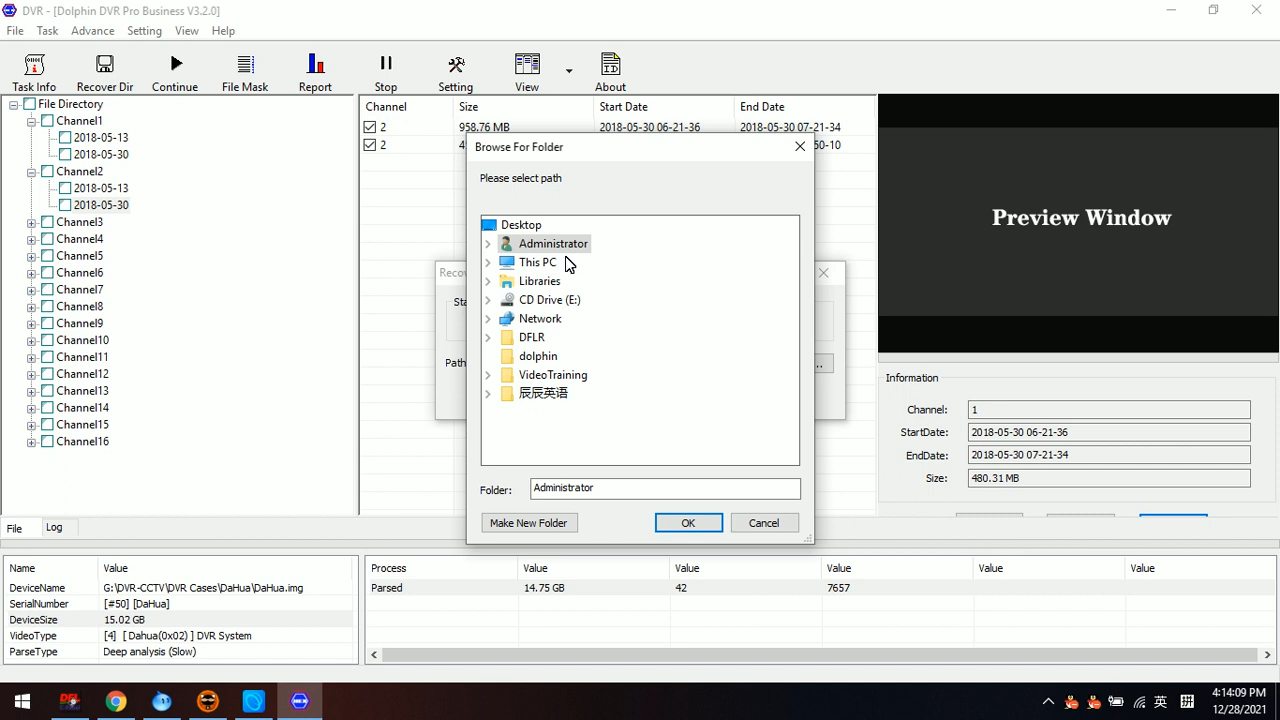 DVR - [Dolphin DVR Pro Business V3.2.0]
File Task Advance Setting View Help
Task Info Recover Dir Continue File Mask Report Stop Setting View About
File Directory
Channel1
2018-05-13
2018-05-30
Channel2
2018-05-13
2018-05-30
Channel3
Channel4
Channel5
Channel6
Channel7
Channel8
Channel9
Channel10
Channel11
Channel12
Channel13
Channel14
Channel15
Channel16
File Log
Channel Size Start Date End Date
2 958.76 MB 2018-05-30 06-21-36 2018-05-30 07-21-34
2 50-10
Browse For Folder
Please select path
Desktop
Administrator
This PC
Libraries
CD Drive (E:)
Network
DFLR
dolphin
VideoTraining
辰辰英语
Folder: Administrator
Make New Folder OK Cancel
Path
Preview Window
Information
Channel: 1
StartDate: 2018-05-30 06-21-36
EndDate: 2018-05-30 07-21-34
Size: 480.31 MB
Name Value
DeviceName G:\DVR-CCTV\DVR Cases\DaHua\DaHua.img
SerialNumber [#50] [DaHua]
DeviceSize 15.02 GB
VideoType [4] [ Dahua(0x02) ] DVR System
ParseType Deep analysis (Slow)
Process Value Value Value Value Value
Parsed 14.75 GB 42 7657
英 拼
4:14:09 PM
12/28/2021